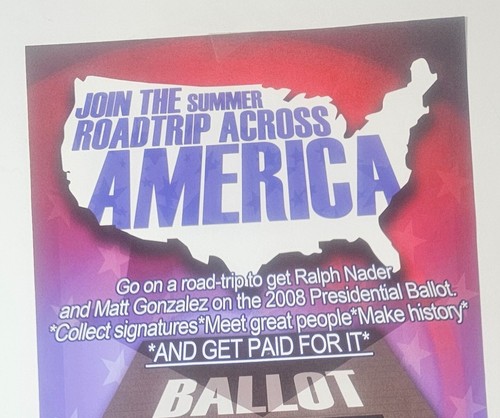 JOIN THE SUMMER
ROADTRIP ACROSS
AMERICA
Go on a road-trip to get Ralph Nader
and Matt Gonzalez on the 2008 Presidential Ballot.
*Collect signatures*Meet great people*Make history*
*AND GET PAID FOR IT*
BALLOT